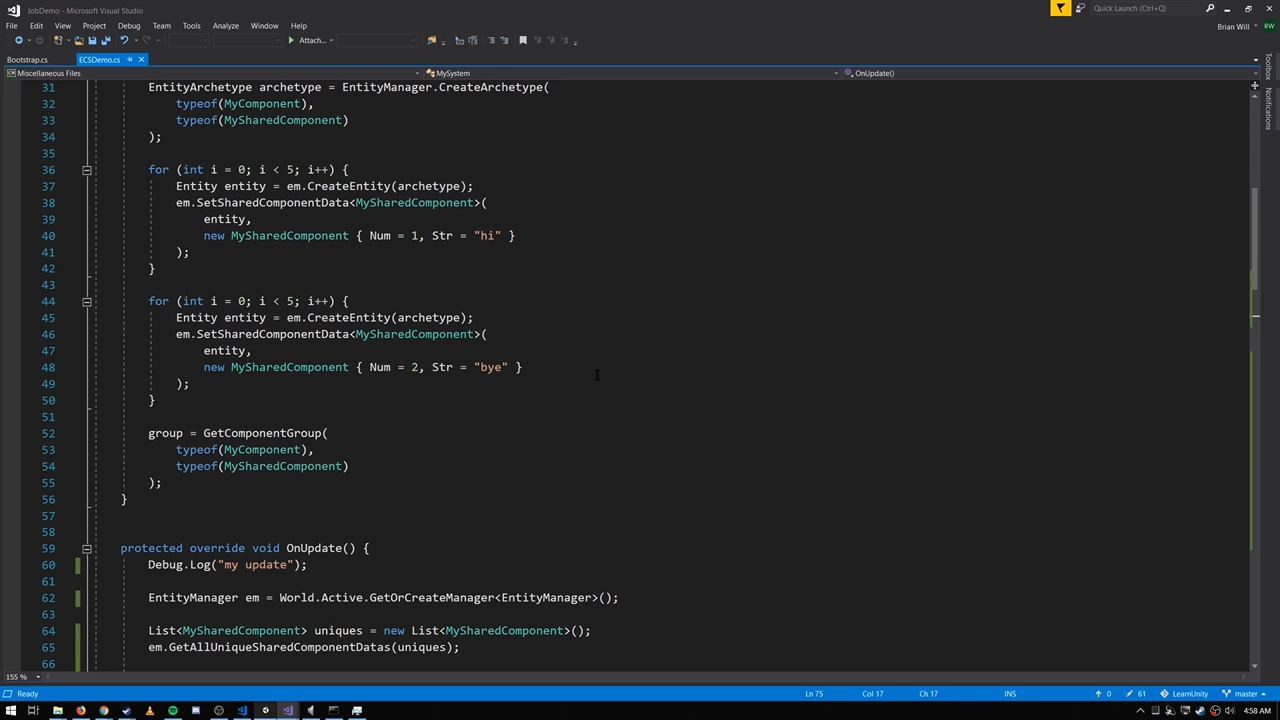 JobDemo - Microsoft Visual Studio
Quick Launch (Ctrl+Q)
File Edit View Project Debug Team Tools Analyze Window Help
Brian Will BW
Attach...
Bootstrap.cs ECSDemo.cs
Miscellaneous Files MySystem OnUpdate()
Toolbox
Notifications
31 EntityArchetype archetype = EntityManager.CreateArchetype(
32 typeof(MyComponent),
33 typeof(MySharedComponent)
34 );
35
36 for (int i = 0; i < 5; i++) {
37 Entity entity = em.CreateEntity(archetype);
38 em.SetSharedComponentData<MySharedComponent>(
39 entity,
40 new MySharedComponent { Num = 1, Str = "hi" }
41 );
42 }
43
44 for (int i = 0; i < 5; i++) {
45 Entity entity = em.CreateEntity(archetype);
46 em.SetSharedComponentData<MySharedComponent>(
47 entity,
48 new MySharedComponent { Num = 2, Str = "bye" }
49 );
50 }
51
52 group = GetComponentGroup(
53 typeof(MyComponent),
54 typeof(MySharedComponent)
55 );
56 }
57
58
59 protected override void OnUpdate() {
60 Debug.Log("my update");
61
62 EntityManager em = World.Active.GetOrCreateManager<EntityManager>();
63
64 List<MySharedComponent> uniques = new List<MySharedComponent>();
65 em.GetAllUniqueSharedComponentDatas(uniques);
66
155 %
Ready Ln 75 Col 17 Ch 17 INS 0 61 LearnUnity master
4:58 AM